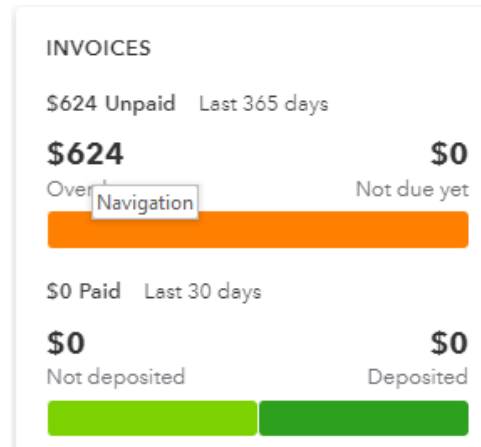 INVOICES
$624 Unpaid Last 365 days
$624 $0
Not due yet
Navigation
$0 Paid Last 30 days
$0 $0
Not deposited Deposited